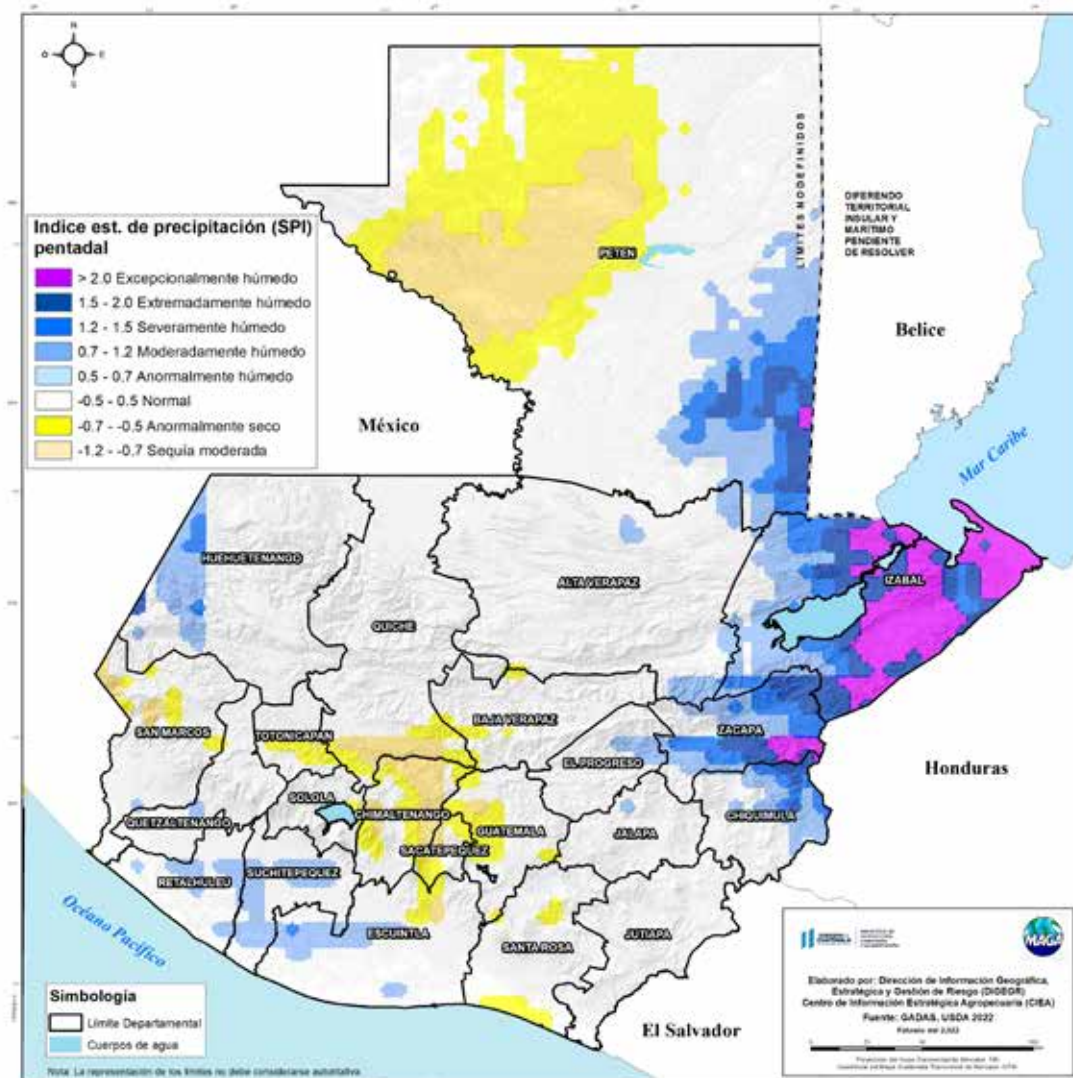 N
O
E
S
LIMITES NO DEFINIDOS
DIFERENDO
TERRITORIAL
INSULAR Y
MARÍTIMO
PENDIENTE
DE RESOLVER
Indice est. de precipitación (SPI)
pentadal
> 2.0 Excepcionalmente húmedo
1.5 - 2.0 Extremadamente húmedo
1.2 - 1.5 Severamente húmedo
0.7 - 1.2 Moderadamente húmedo
0.5 - 0.7 Anormalmente húmedo
-0.5 - 0.5 Normal
-0.7 - -0.5 Anormalmente seco
-1.2 - -0.7 Sequía moderada
PETEN
Belice
México
Mar Caribe
HUEHUETENANGO
ALTA VERAPAZ
IZABAL
QUICHE
SAN MARCOS
TOTONICAPAN
BAJA VERAPAZ
ZACAPA
EL PROGRESO
Honduras
SOLOLA
CHIMALTENANGO
QUETZALTENANGO
GUATEMALA
JALAPA
CHIQUIMULA
SACATEPEQUEZ
RETALHULEU
SUCHITEPEQUEZ
Océano Pacífico
ESCUINTLA
SANTA ROSA
JUTIAPA
El Salvador
Simbología
Límite Departamental
Cuerpos de agua
Nota: La representación de los límites no debe considerarse autoritativa
MAGA
Elaborado por: Dirección de Información Geográfica,
Estratégica y Gestión de Riesgo (DIGEGR)
Centro de Información Estratégica Agropecuaria (CIEA)
Fuente: GADAS, USDA 2022